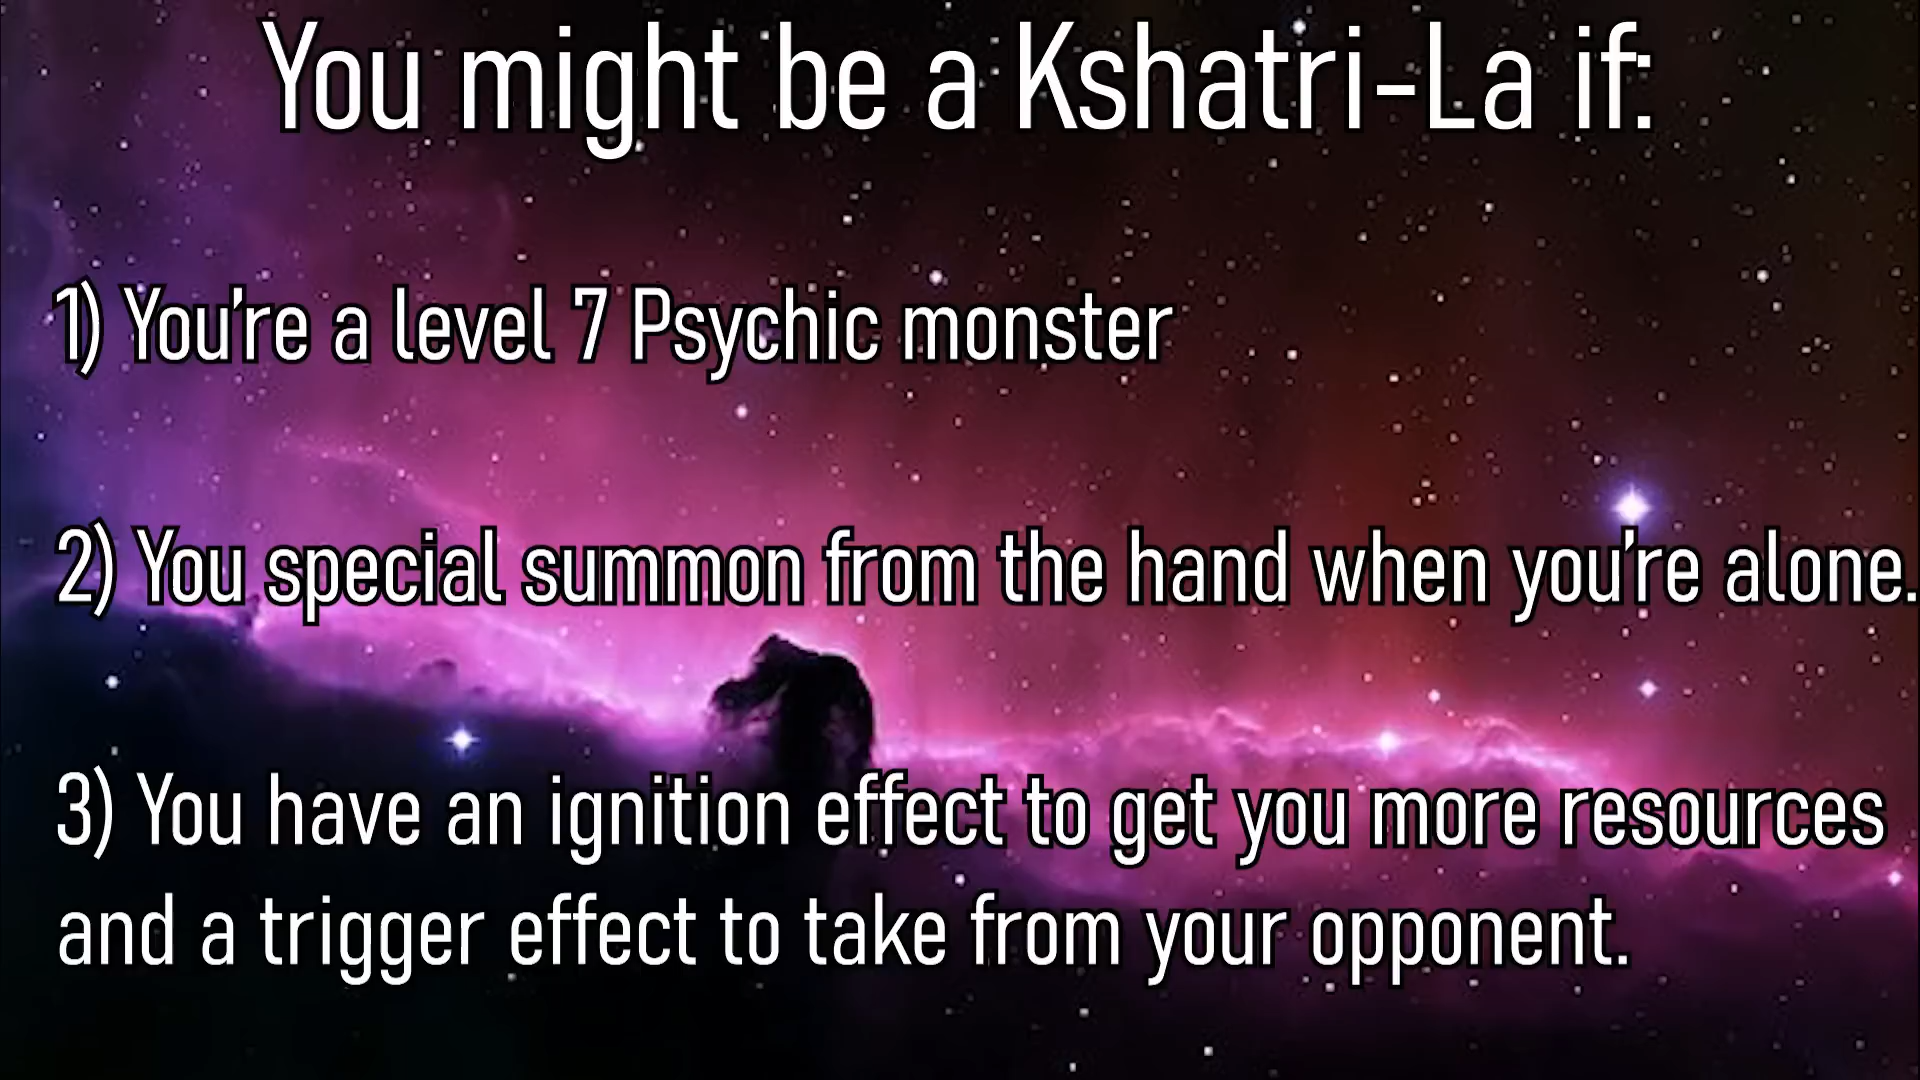 You might be a Kshatri-La if:
1) You're a level 7 Psychic monster
2) You special summon from the hand when you're alone.
3) You have an ignition effect to get you more resources
and a trigger effect to take from your opponent.